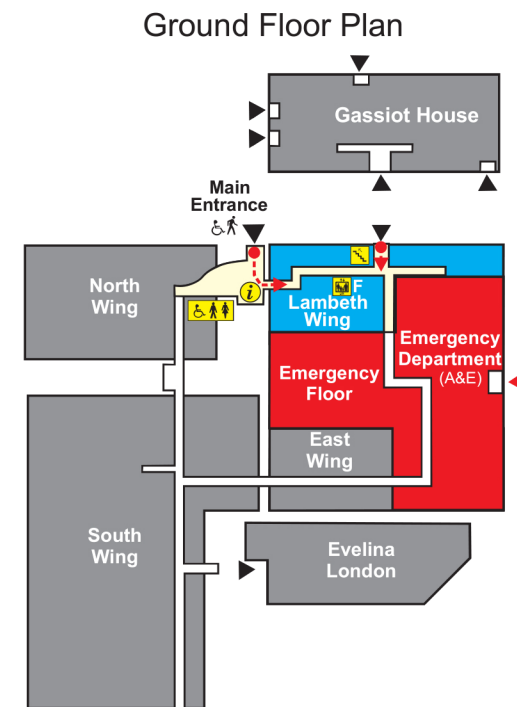 Ground Floor Plan
Gassiot House
Main
Entrance
North
Wing
i
F
Lambeth
Wing
Emergency
Department
(A&E)
Emergency
Floor
East
Wing
South
Wing
Evelina
London